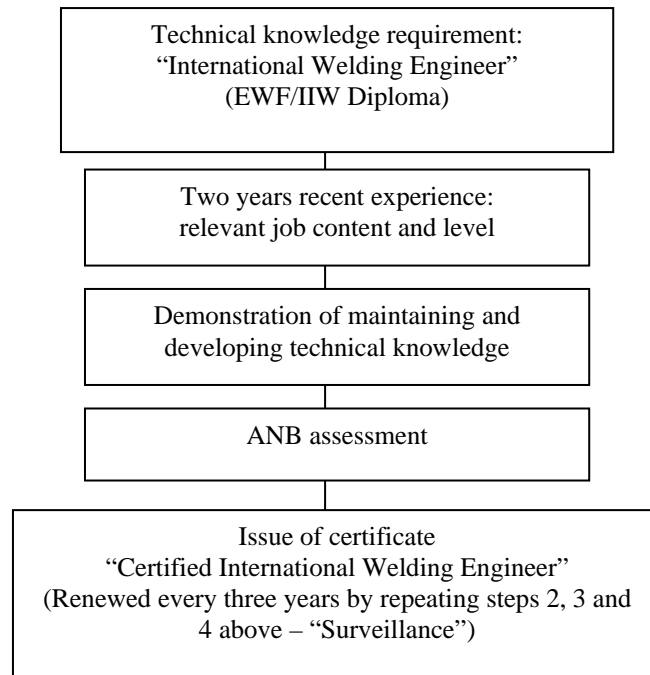 Technical knowledge requirement:
“International Welding Engineer”
(EWF/IIW Diploma)
Two years recent experience:
relevant job content and level
Demonstration of maintaining and
developing technical knowledge
ANB assessment
Issue of certificate
“Certified International Welding Engineer”
(Renewed every three years by repeating steps 2, 3 and
4 above – “Surveillance”)